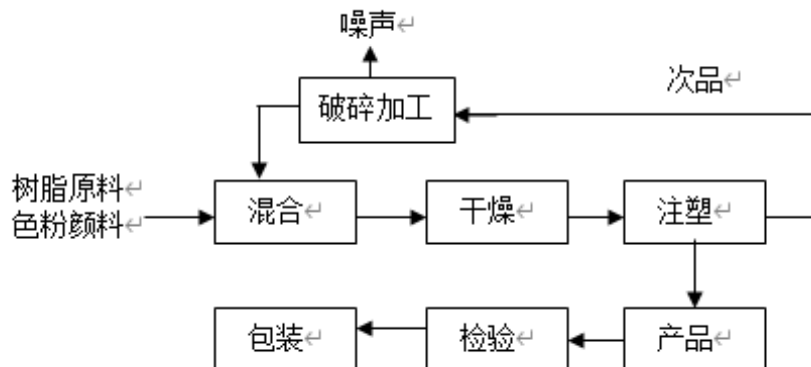 噪声
次品
破碎加工
树脂原料
色粉颜料
混合
干燥
注塑
包装
检验
产品